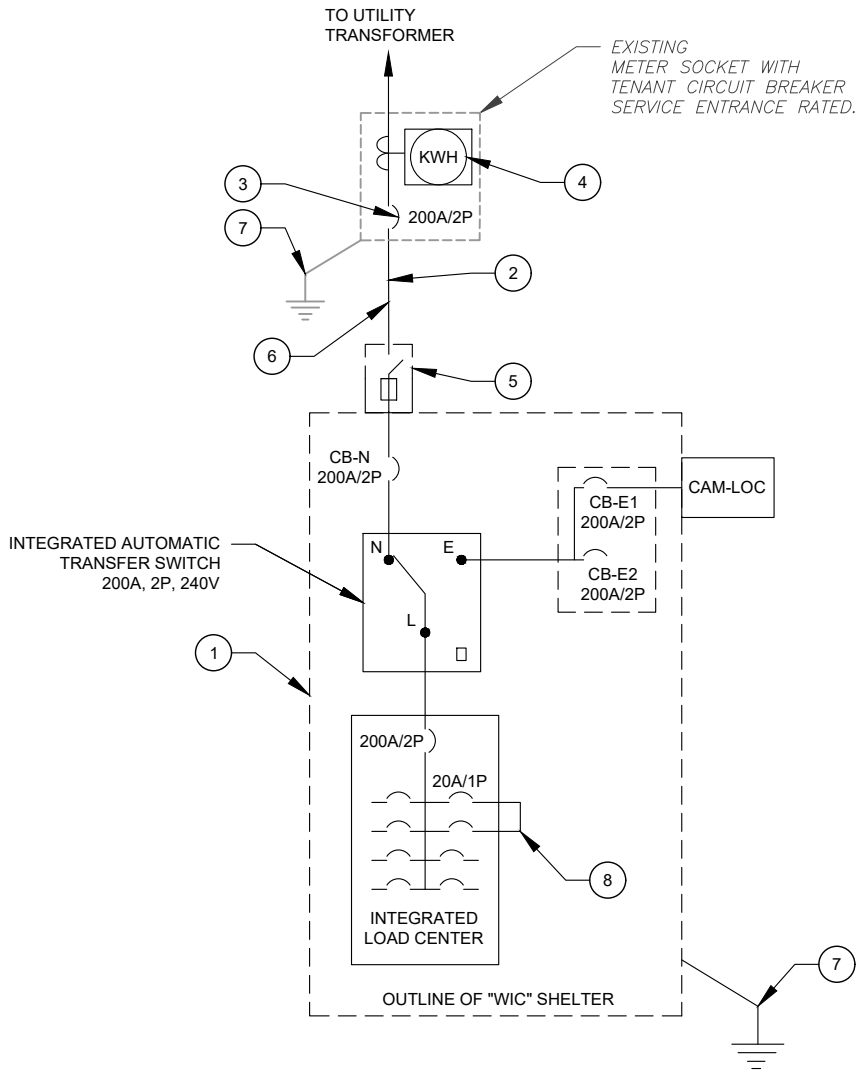 TO UTILITY
TRANSFORMER
EXISTING
METER SOCKET WITH
TENANT CIRCUIT BREAKER
SERVICE ENTRANCE RATED.
KWH
4
3
200A/2P
7
2
6
5
CB-N
200A/2P
CB-E1
200A/2P
CAM-LOC
CB-E2
200A/2P
INTEGRATED AUTOMATIC
TRANSFER SWITCH
200A, 2P, 240V
N
E
L
1
200A/2P
20A/1P
8
INTEGRATED
LOAD CENTER
7
OUTLINE OF "WIC" SHELTER